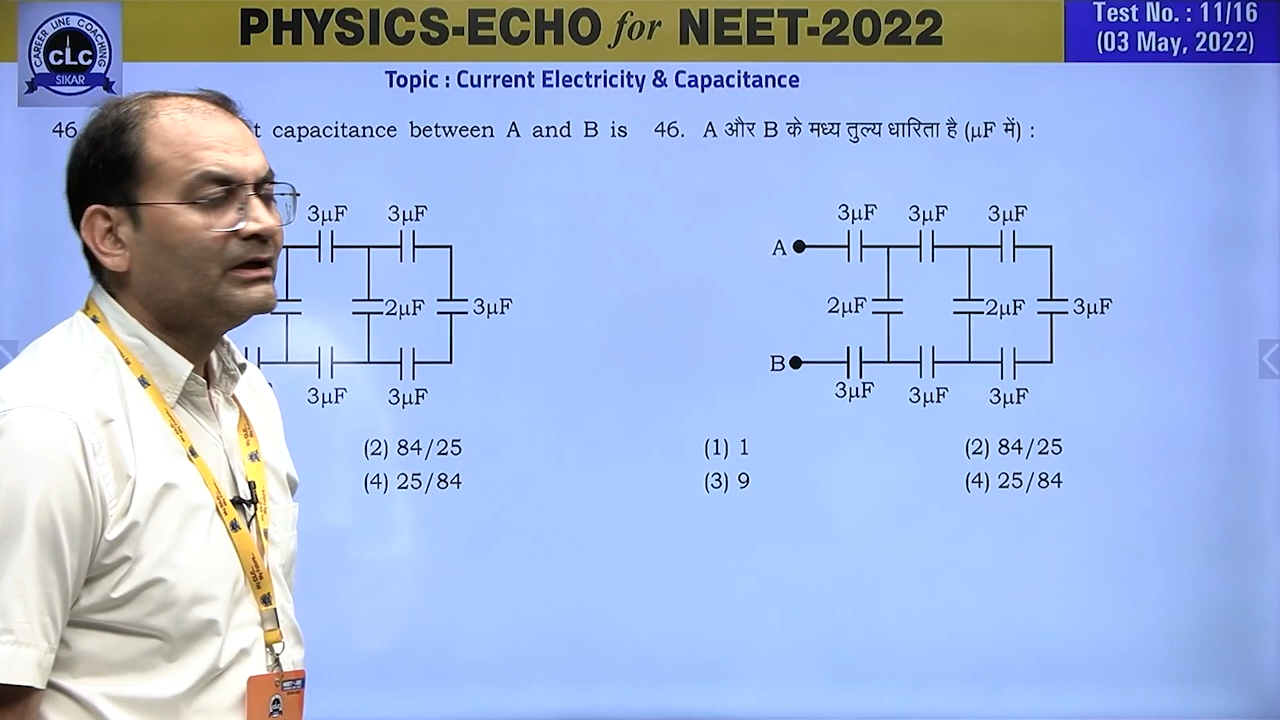 CAREER LINE COACHING
CLC
SIKAR
PHYSICS-ECHO for NEET-2022
Test No. : 11/16
(03 May, 2022)
Topic : Current Electricity & Capacitance
46
capacitance between A and B is
46. A और B के मध्य तुल्य धारिता है (μF में) :
3μF 3μF
2μF 3μF
3μF 3μF
(2) 84/25
(4) 25/84
3μF 3μF 3μF
A
2μF 2μF 3μF
B
3μF 3μF 3μF
(1) 1 (2) 84/25
(3) 9 (4) 25/84